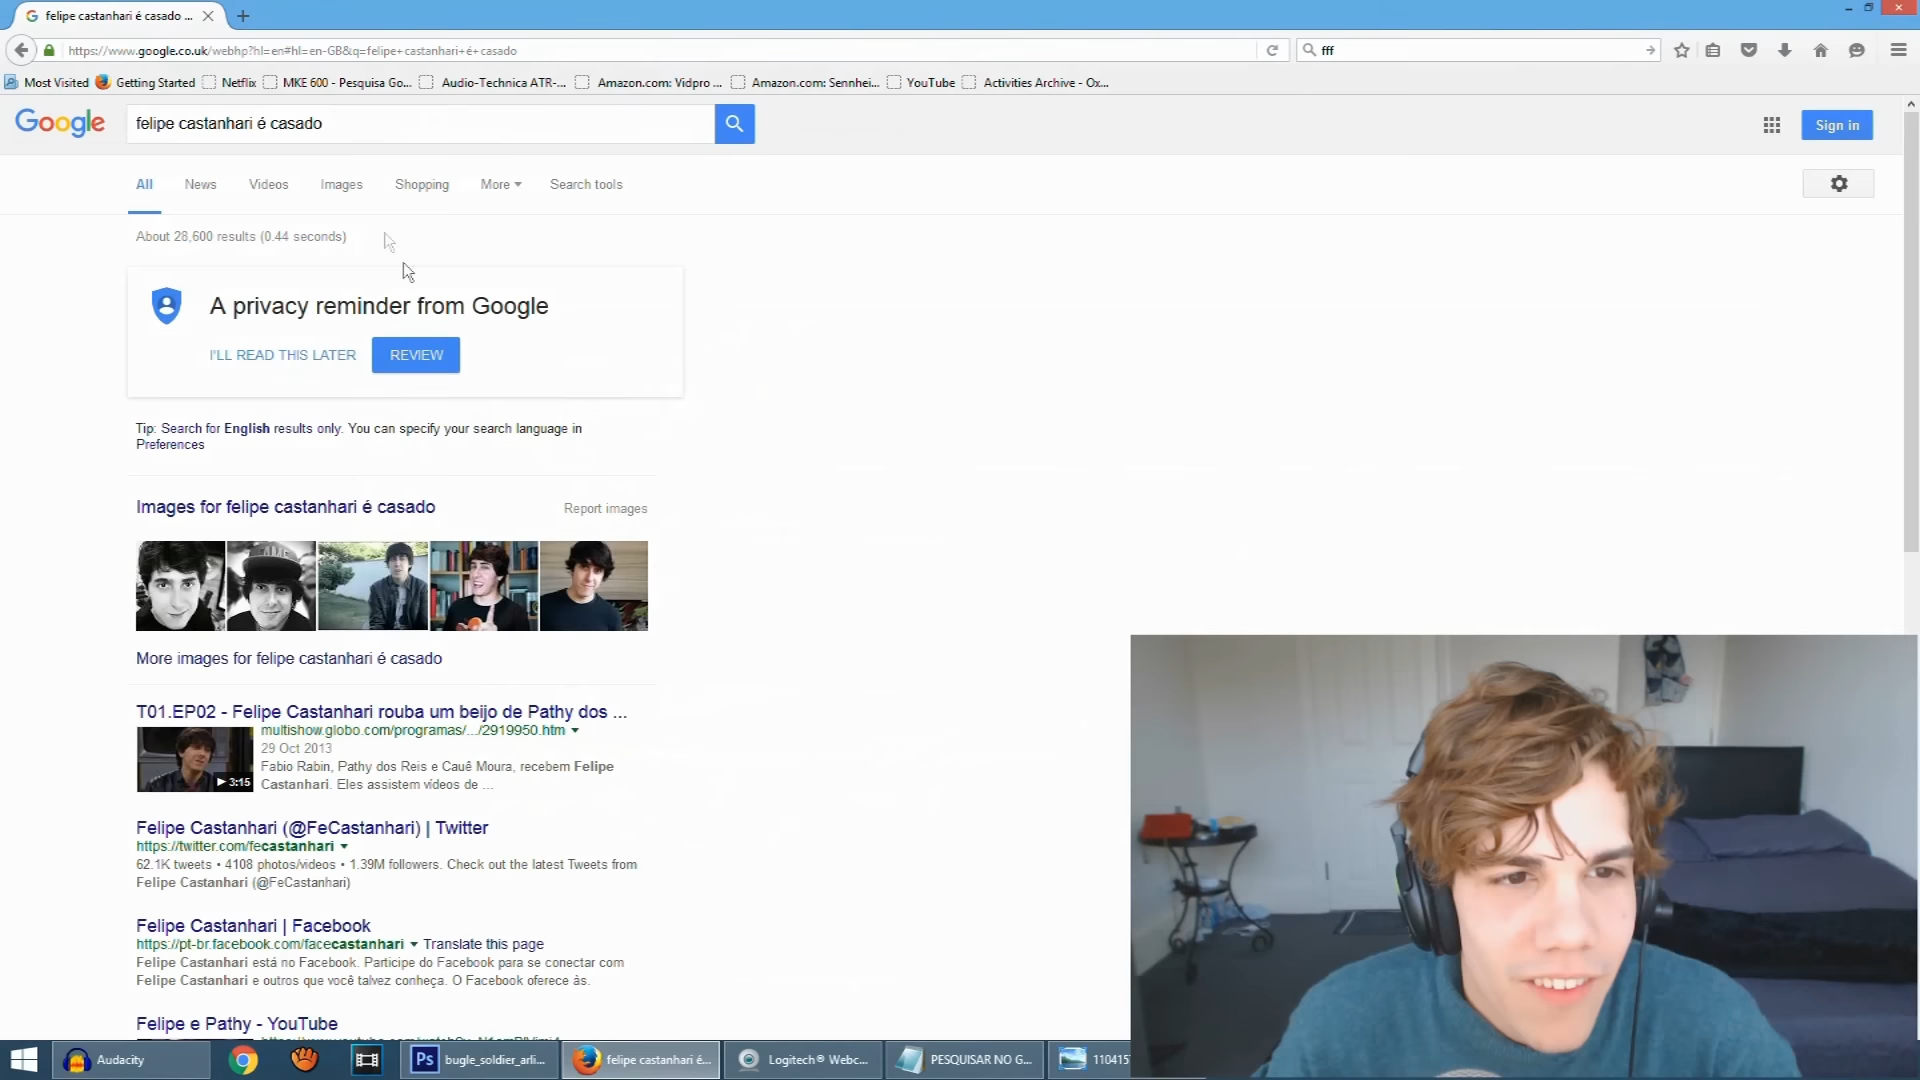 felipe castanhari é casado ...
https://www.google.co.uk/webhp?hl=en#hl=en-GB&q=felipe+castanhari+é+casado
fff
Most Visited
Getting Started
Netflix
MKE 600 - Pesquisa Go...
Audio-Technica ATR-...
Amazon.com: Vidpro ...
Amazon.com: Sennhei...
YouTube
Activities Archive - Ox...
Google
felipe castanhari é casado
Sign in
All
News
Videos
Images
Shopping
More
Search tools
About 28,600 results (0.44 seconds)
A privacy reminder from Google
I'LL READ THIS LATER
REVIEW
Tip: Search for English results only. You can specify your search language in
Preferences
Images for felipe castanhari é casado
Report images
More images for felipe castanhari é casado
T01.EP02 - Felipe Castanhari rouba um beijo de Pathy dos ...
multishow.globo.com/programas/.../2919950.htm
29 Oct 2013
3:15
Fabio Rabin, Pathy dos Reis e Cauê Moura, recebem Felipe
Castanhari. Eles assistem vídeos de ...
Felipe Castanhari (@FeCastanhari) | Twitter
https://twitter.com/fecastanhari
62.1K tweets • 4108 photos/videos • 1.39M followers. Check out the latest Tweets from
Felipe Castanhari (@FeCastanhari)
Felipe Castanhari | Facebook
https://pt-br.facebook.com/facecastanhari
Translate this page
Felipe Castanhari está no Facebook. Participe do Facebook para se conectar com
Felipe Castanhari e outros que você talvez conheça. O Facebook oferece às.
Felipe e Pathy - YouTube
Audacity
Ps
bugle_soldier_arli...
felipe castanhari é...
Logitech® Webc...
PESQUISAR NO G...
110415